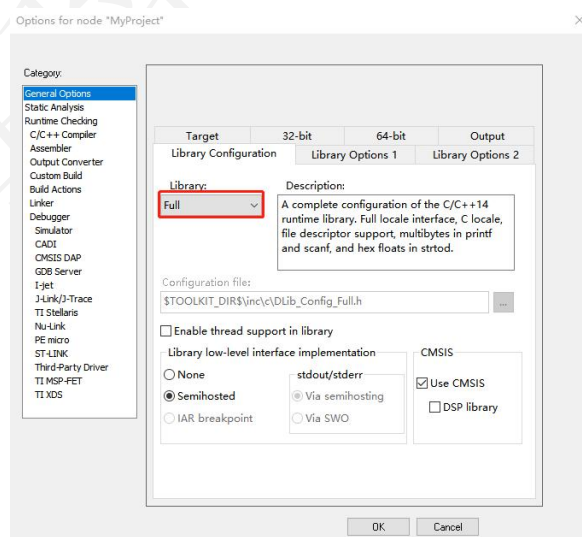 Options for node "MyProject"
Category:
General Options
Static Analysis
Runtime Checking
C/C++ Compiler
Assembler
Output Converter
Custom Build
Build Actions
Linker
Debugger
Simulator
CADI
CMSIS DAP
GDB Server
I-jet
J-Link/J-Trace
TI Stellaris
Nu-Link
PE micro
ST-LINK
Third-Party Driver
TI MSP-FET
TI XDS
Target 32-bit 64-bit Output
Library Configuration Library Options 1 Library Options 2
Library: Description:
Full
A complete configuration of the C/C++14
runtime library. Full locale interface, C locale,
file descriptor support, multibytes in printf
and scanf, and hex floats in strtod.
Configuration file:
$TOOLKIT_DIR$\inc\c\DLib_Config_Full.h ...
Enable thread support in library
Library low-level interface implementation CMSIS
None stdout/stderr
Use CMSIS
Semihosted Via semihosting
DSP library
IAR breakpoint Via SWO
OK Cancel